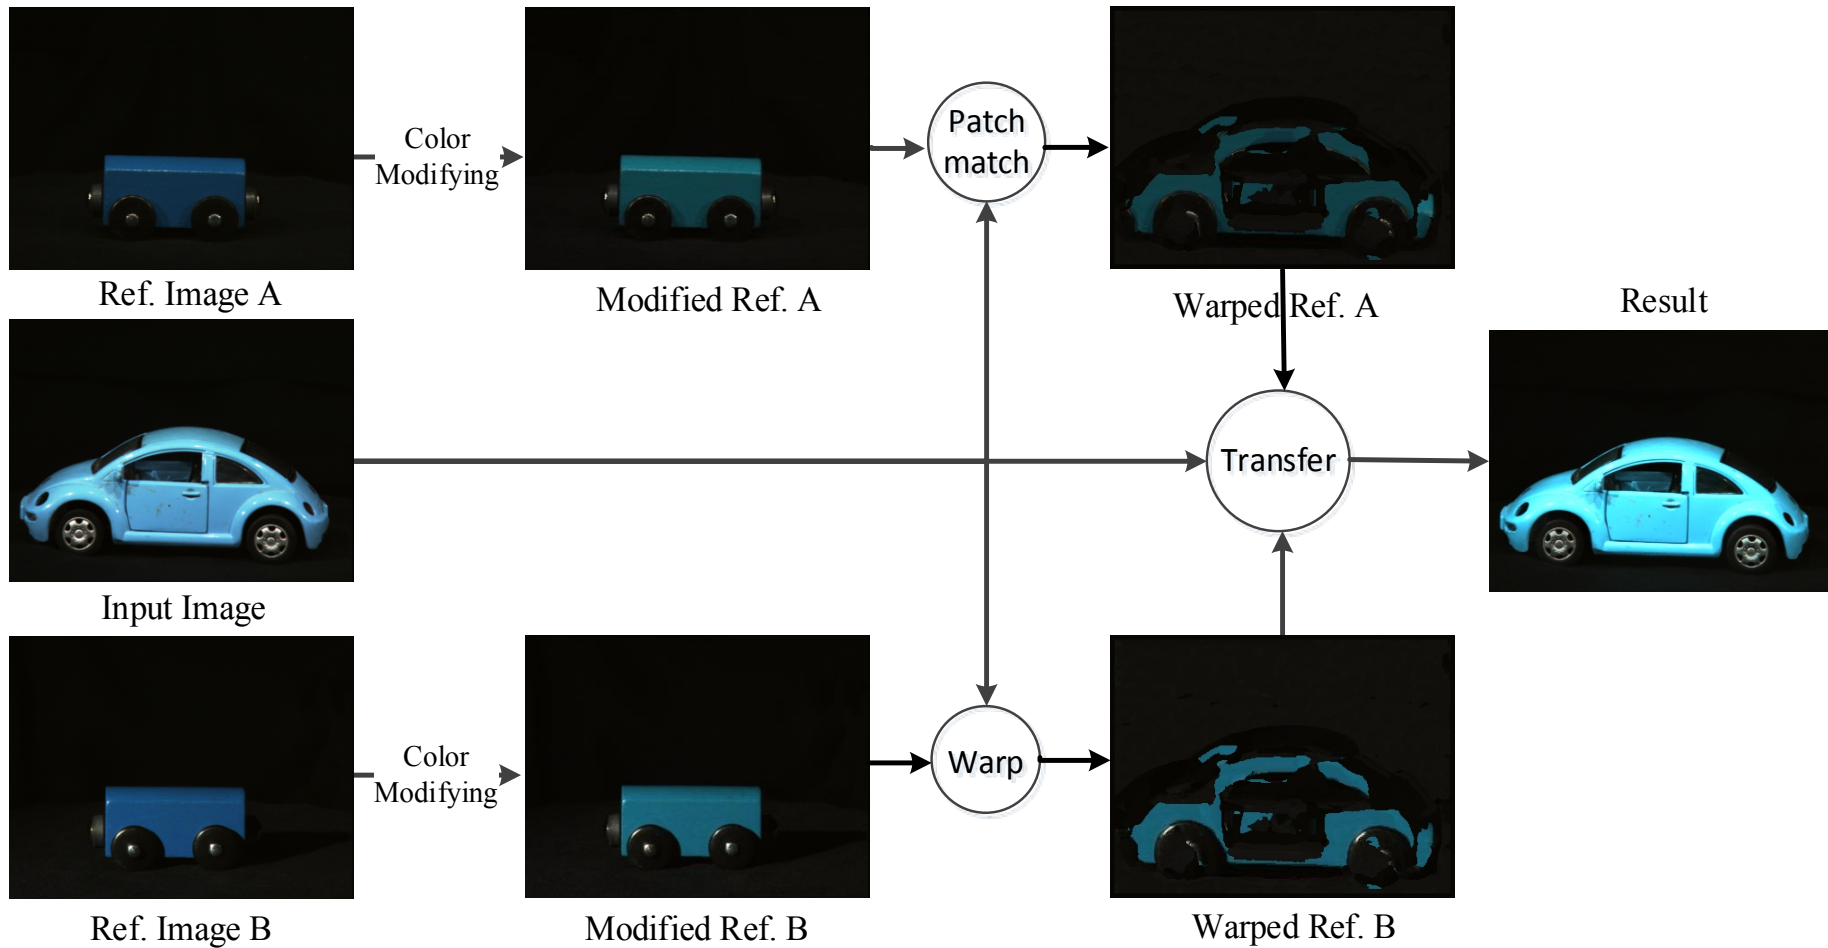 Color
Modifying
Patch
match
Ref. Image A
Modified Ref. A
Warped Ref. A
Result
Transfer
Input Image
Color
Modifying
Warp
Ref. Image B
Modified Ref. B
Warped Ref. B